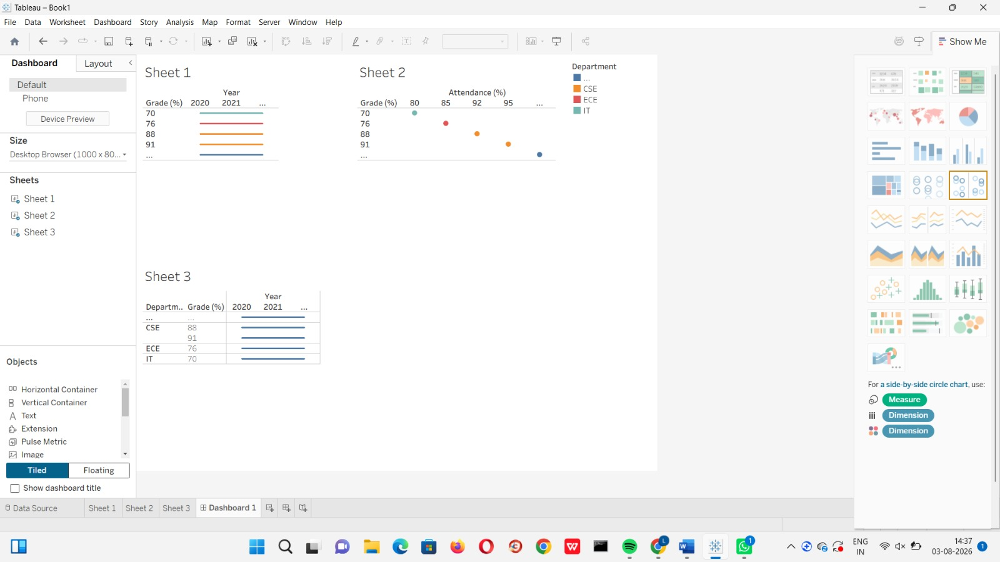 Tableau – Book1
File Data Worksheet Dashboard Story Analysis Map Format Server Window Help
Show Me
Dashboard Layout
Default
Phone
Device Preview
Size
Desktop Browser (1000 x 80...
Sheets
Sheet 1
Sheet 2
Sheet 3
Objects
Horizontal Container
Vertical Container
Text
Extension
Pulse Metric
Image
Tiled Floating
Show dashboard title
Sheet 1
Year
Grade (%) 2020 2021 ...
70
76
88
91
...
Sheet 2
Attendance (%)
Grade (%) 80 85 92 95 ...
70
76
88
91
...
Department
...
CSE
ECE
IT
Sheet 3
Year
Departm.. Grade (%) 2020 2021 ...
... ...
CSE 88
91
ECE 76
IT 70
For a side-by-side circle chart, use:
Measure
Dimension
Dimension
Data Source Sheet 1 Sheet 2 Sheet 3 Dashboard 1
L
1
ENG
IN
14:37
03-08-2026
1